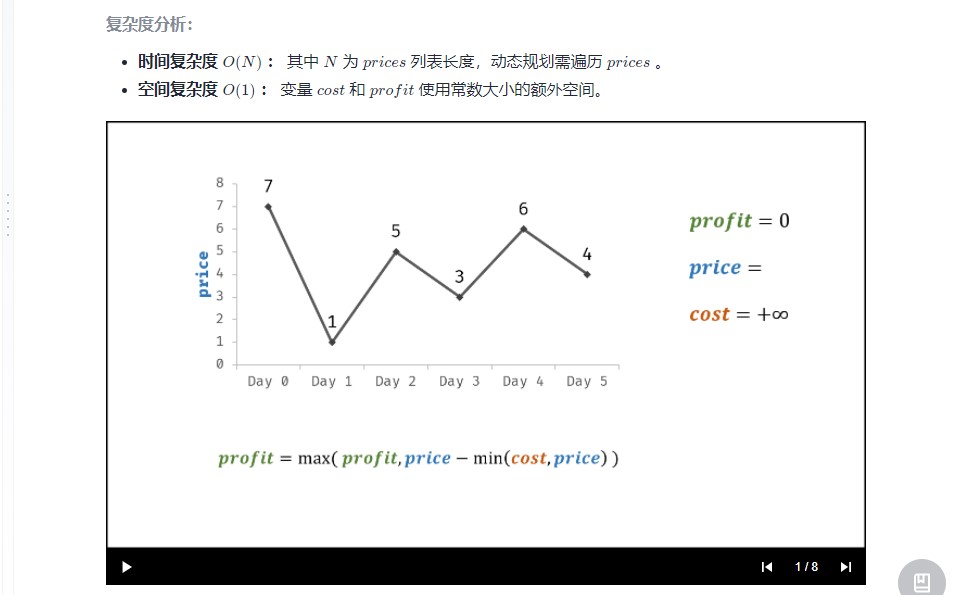 复杂度分析：
• 时间复杂度 O(N)： 其中 N 为 prices 列表长度，动态规划需遍历 prices 。
• 空间复杂度 O(1)： 变量 cost 和 profit 使用常数大小的额外空间。
8
7
6
5
4
3
2
1
0
price
7
1
5
3
6
4
Day 0 Day 1 Day 2 Day 3 Day 4 Day 5
profit = 0
price =
cost = +∞
profit = max( profit, price − min(cost, price) )
1 / 8